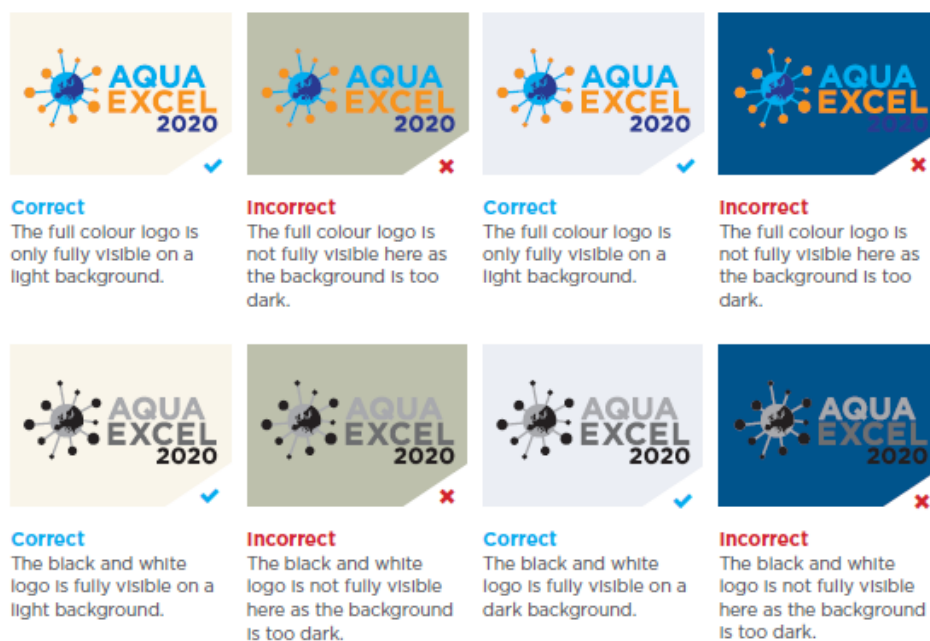 AQUA
EXCEL
2020
AQUA
EXCEL
2020
AQUA
EXCEL
2020
AQUA
EXCEL
2020
Correct
The full colour logo is
only fully visible on a
light background.
Incorrect
The full colour logo is
not fully visible here as
the background is too
dark.
Correct
The full colour logo is
only fully visible on a
light background.
Incorrect
The full colour logo is
not fully visible here as
the background is too
dark.
AQUA
EXCEL
2020
AQUA
EXCEL
2020
AQUA
EXCEL
2020
AQUA
EXCEL
2020
Correct
The black and white
logo is fully visible on a
light background.
Incorrect
The black and white
logo is not fully visible
here as the background
is too dark.
Correct
The black and white
logo is fully visible on a
dark background.
Incorrect
The black and white
logo is not fully visible
here as the background
is too dark.